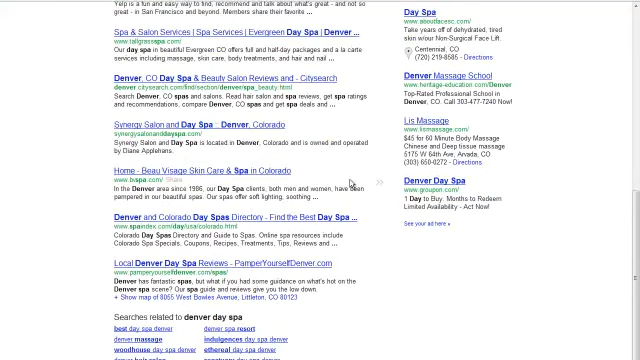 Yelp is a fun and easy way to find, recommend and talk about what's great - and not so
great - in San Francisco and beyond. Members share their favorite ...
Spa & Salon Services | Spa Services | Evergreen Day Spa | Denver ...
www.tallgrassspa.com/
Our day spa in beautiful Evergreen CO offers full and half-day packages and a la carte
services including massage, skin care, body treatments, and hair and nail ...
Denver, CO Day Spa & Beauty Salon Reviews and - Citysearch
denver.citysearch.com/find/section/denver/spa_beauty.html
Search Denver, CO spas and salons. Read hair salon and spa reviews, get spa ratings
and recommendations, compare Denver, CO spas and get spa deals and ...
Synergy Salon and Day Spa :. Denver, Colorado
synergysalonanddayspa.com/
Synergy Salon and Day Spa is located in Denver, Colorado and is owned and operated
by Diane Applehans.
Home - Beau Visage Skin Care & Spa in Colorado
www.bvspa.com/ Share
In the Denver area since 1986, our Day Spa clients, both men and women, have been
pampered in our beautiful spas. Our spas offer soft lighting, soothing ...
Denver and Colorado Day Spas Directory - Find the Best Day Spa ...
www.spaindex.com/day/usa/colorado.html
Colorado Day Spas Directory and Guide to Spas. Online spa resources include
Colorado Spa Specials, Coupons, Recipes, Treatments, Tips, Reviews and ...
Local Denver Day Spa Reviews - PamperYourselfDenver.com
www.pamperyourselfdenver.com/spas/
Denver has fantastic spas, but what if you need some guidance on what's hot on the
Denver spa scene? Our spa guide and reviews give you the low down.
+ Show map of 8055 West Bowles Avenue, Littleton, CO 80123
Searches related to denver day spa
best day spa denver
denver day spa resort
denver massage
indulgences day spa denver
woodhouse day spa denver
ethereal day spa denver
Day Spa
www.aboutfacesc.com/
Take years off of dehydrated, tired
skin w/our Non-Surgical Face Lift.
Centennial, CO
(720) 219-8585 - Directions
Denver Massage School
www.heritage-education.com/Denver
Top-Rated Professional School in
Denver, CO. Call 303-477-7240 Now!
Lis Massage
www.lismassage.com/
$45 for 60 Minute Body Massage
Chinese and Deep tissue massage
5175 W 64th Ave, Arvada, CO
(303) 650-0272 - Directions
Denver Day Spa
www.groupon.com/
1 Day to Buy. Months to Redeem
Limited Availability - Act Now!
See your ad here »